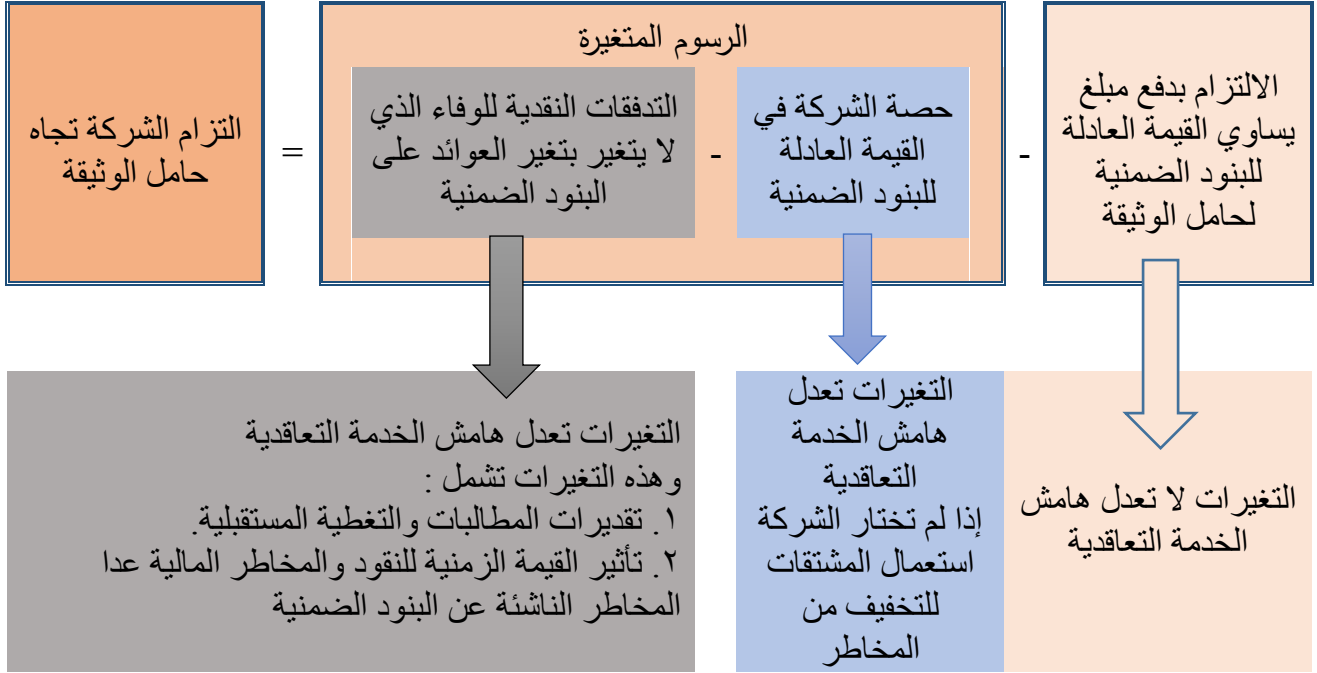 الالتزام بدفع مبلغ
يساوي القيمة العادلة
للبنود الضمنية
لحامل الوثيقة
-
الرسوم المتغيرة
حصة الشركة في
القيمة العادلة
للبنود الضمنية
-
التدفقات النقدية للوفاء الذي
لا يتغير بتغير العوائد على
البنود الضمنية
=
التزام الشركة تجاه
حامل الوثيقة
التغيرات لا تعدل هامش
الخدمة التعاقدية
التغيرات تعدل
هامش الخدمة
التعاقدية
إذا لم تختار الشركة
استعمال المشتقات
للتخفيف من
المخاطر
التغيرات تعدل هامش الخدمة التعاقدية
وهذه التغيرات تشمل :
١. تقديرات المطالبات والتغطية المستقبلية.
٢. تأثير القيمة الزمنية للنقود والمخاطر المالية عدا
المخاطر الناشئة عن البنود الضمنية